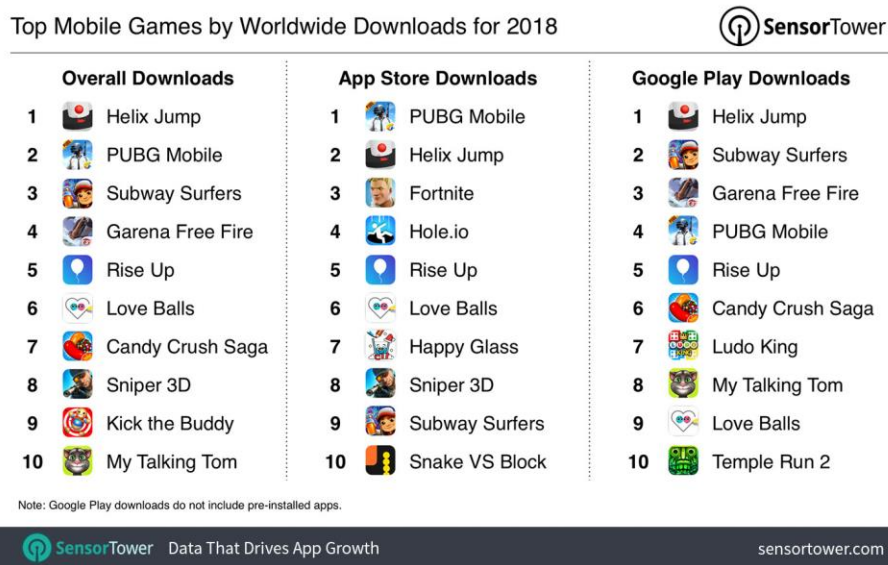 Top Mobile Games by Worldwide Downloads for 2018
SensorTower
Overall Downloads
1 Helix Jump
2 PUBG Mobile
3 Subway Surfers
4 Garena Free Fire
5 Rise Up
6 Love Balls
7 Candy Crush Saga
8 Sniper 3D
9 Kick the Buddy
10 My Talking Tom
App Store Downloads
1 PUBG Mobile
2 Helix Jump
3 Fortnite
4 Hole.io
5 Rise Up
6 Love Balls
7 Happy Glass
8 Sniper 3D
9 Subway Surfers
10 Snake VS Block
Google Play Downloads
1 Helix Jump
2 Subway Surfers
3 Garena Free Fire
4 PUBG Mobile
5 Rise Up
6 Candy Crush Saga
7 Ludo King
8 My Talking Tom
9 Love Balls
10 Temple Run 2
Note: Google Play downloads do not include pre-installed apps.
SensorTower Data That Drives App Growth
sensortower.com